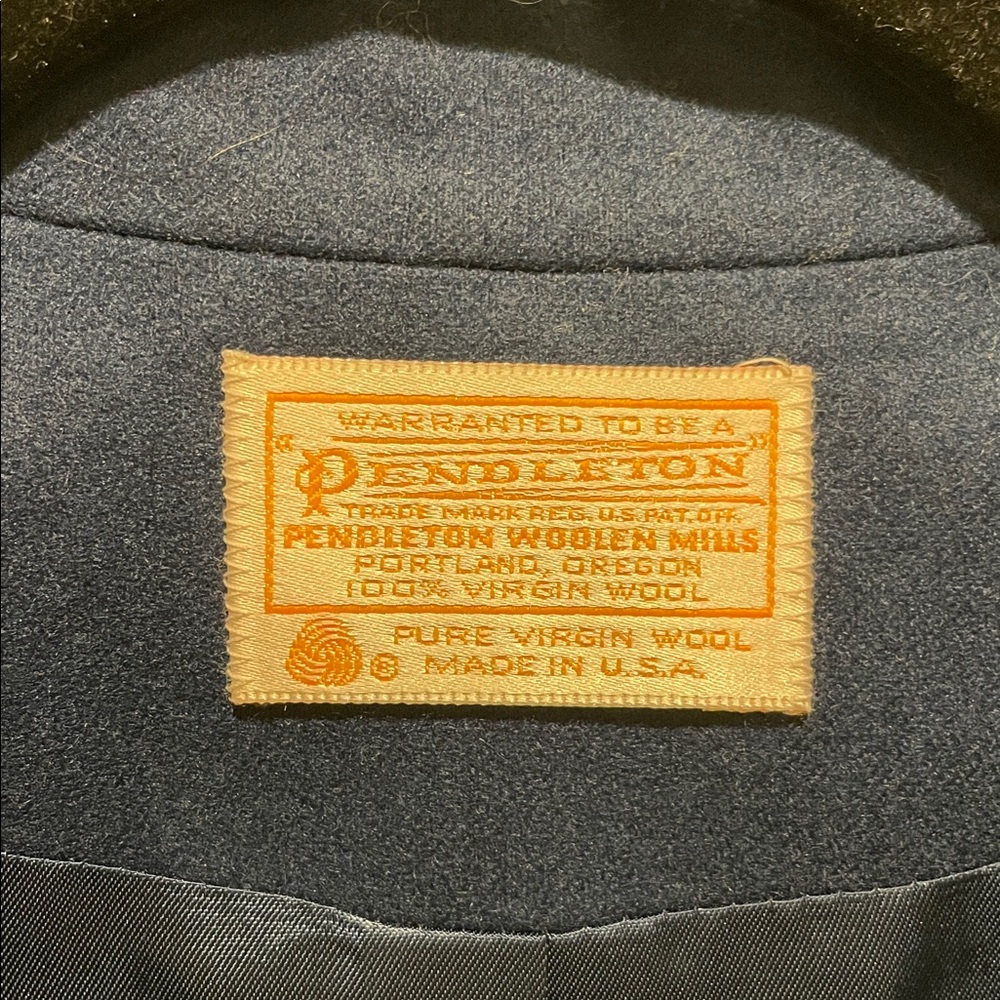 WARRANTED TO BE A
"PENDLETON"
TRADE MARK REG. U.S. PAT. OFF.
PENDLETON WOOLEN MILLS
PORTLAND, OREGON
100% VIRGIN WOOL
PURE VIRGIN WOOL
® MADE IN U.S.A.